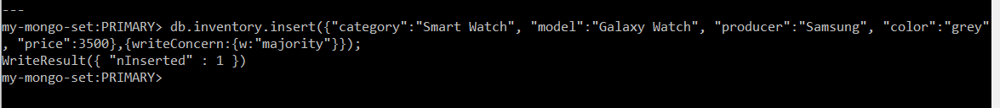 ---
my-mongo-set:PRIMARY> db.inventory.insert({"category":"Smart Watch", "model":"Galaxy Watch", "producer":"Samsung", "color":"grey"
, "price":3500},{writeConcern:{w:"majority"}});
WriteResult({ "nInserted" : 1 })
my-mongo-set:PRIMARY>